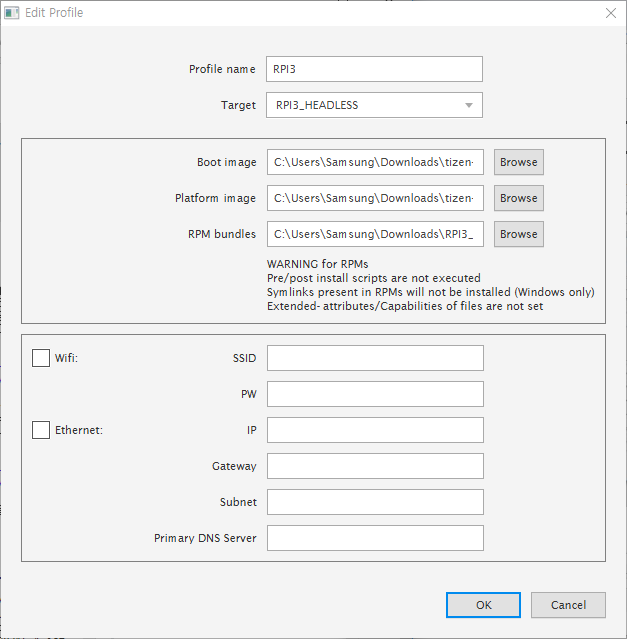 Edit Profile
Profile name RPI3
Target RPI3_HEADLESS
Boot image C:\Users\Samsung\Downloads\tizen- Browse
Platform image C:\Users\Samsung\Downloads\tizen- Browse
RPM bundles C:\Users\Samsung\Downloads\RPI3_ Browse
WARNING for RPMs
Pre/post install scripts are not executed
Symlinks present in RPMs will not be installed (Windows only)
Extended- attributes/Capabilities of files are not set
Wifi: SSID
PW
Ethernet: IP
Gateway
Subnet
Primary DNS Server
OK Cancel